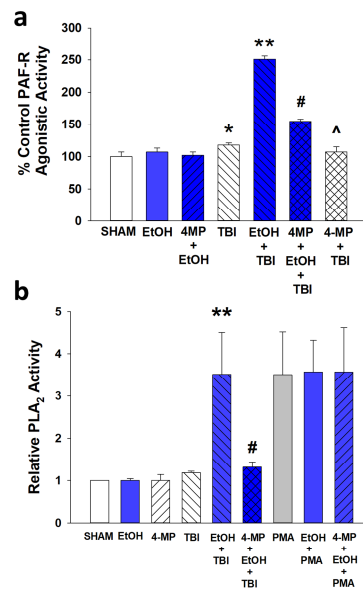 a
% Control PAF-R
Agonistic Activity
300
250
200
150
100
50
0
*
**
#
^
SHAM EtOH 4MP + EtOH TBI EtOH + TBI 4MP + EtOH + TBI 4-MP + TBI
b
Relative PLA2 Activity
5
4
3
2
1
0
**
#
SHAM EtOH 4-MP TBI EtOH + TBI 4-MP + EtOH + TBI PMA EtOH + PMA 4-MP + EtOH + PMA